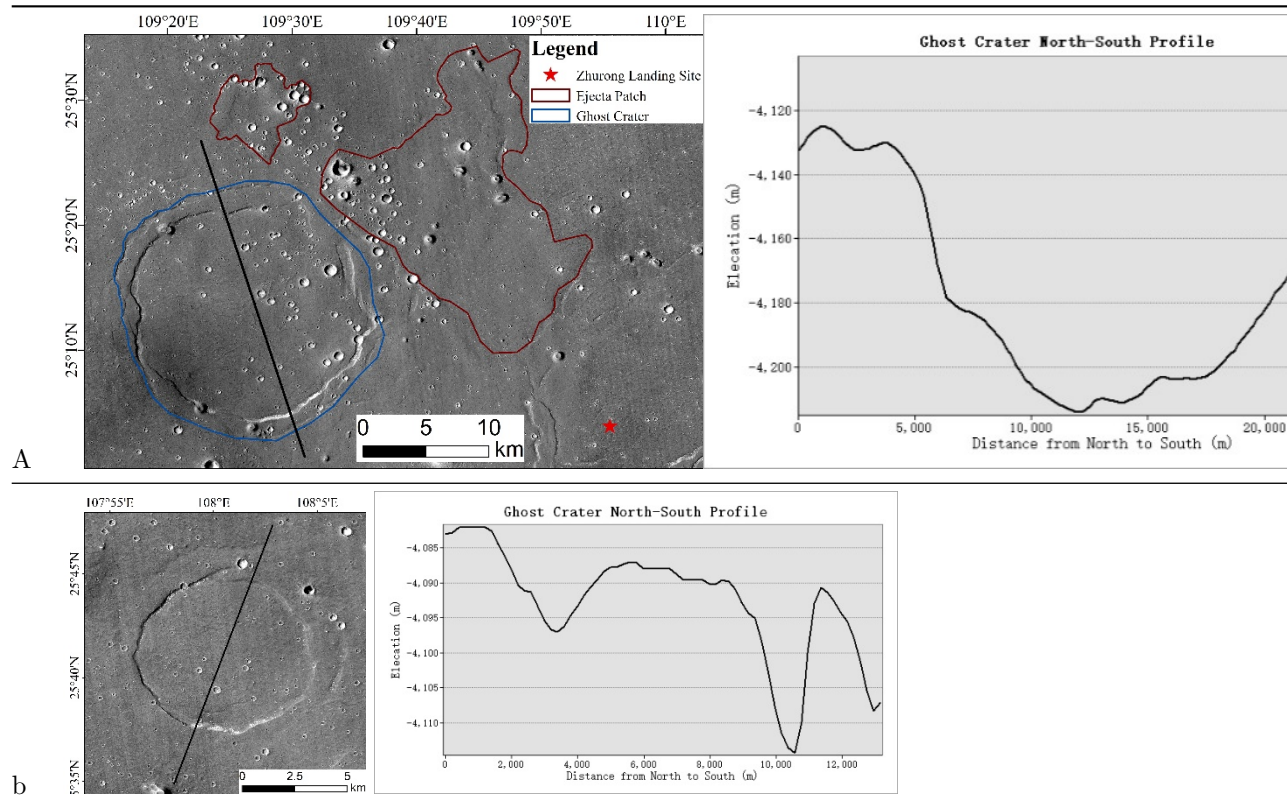 109°20'E 109°30'E 109°40'E 109°50'E 110°E
25°30'N
25°20'N
25°10'N
Legend
Zhurong Landing Site
Ejecta Patch
Ghost Crater
0 5 10
km
A
Ghost Crater North-South Profile
-4,120
-4,140
-4,160
-4,180
-4,200
Elecation (m)
0 5,000 10,000 15,000 20,000
Distance from North to South (m)
107°55'E 108°E 108°5'E
25°45'N
25°40'N
25°35'N
0 2.5 5
km
b
Ghost Crater North-South Profile
-4,085
-4,090
-4,095
-4,100
-4,105
-4,110
Elecation (m)
0 2,000 4,000 6,000 8,000 10,000 12,000
Distance from North to South (m)